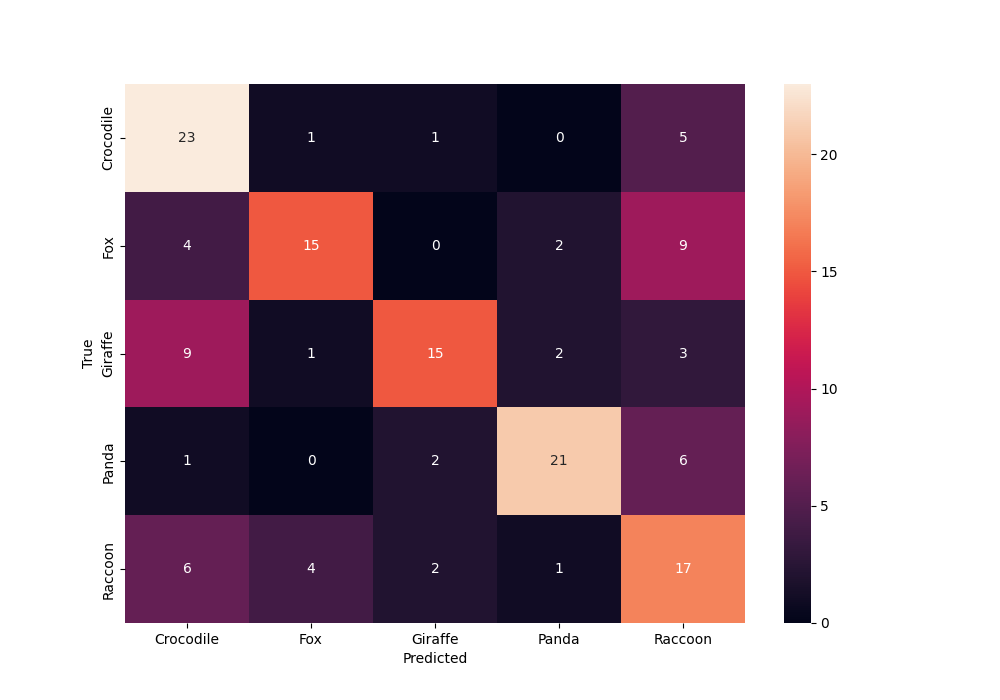 Crocodile 23 1 1 0 5
Fox 4 15 0 2 9
Giraffe 9 1 15 2 3
Panda 1 0 2 21 6
Raccoon 6 4 2 1 17
True
Crocodile Fox Giraffe Panda Raccoon
Predicted
20
15
10
5
0